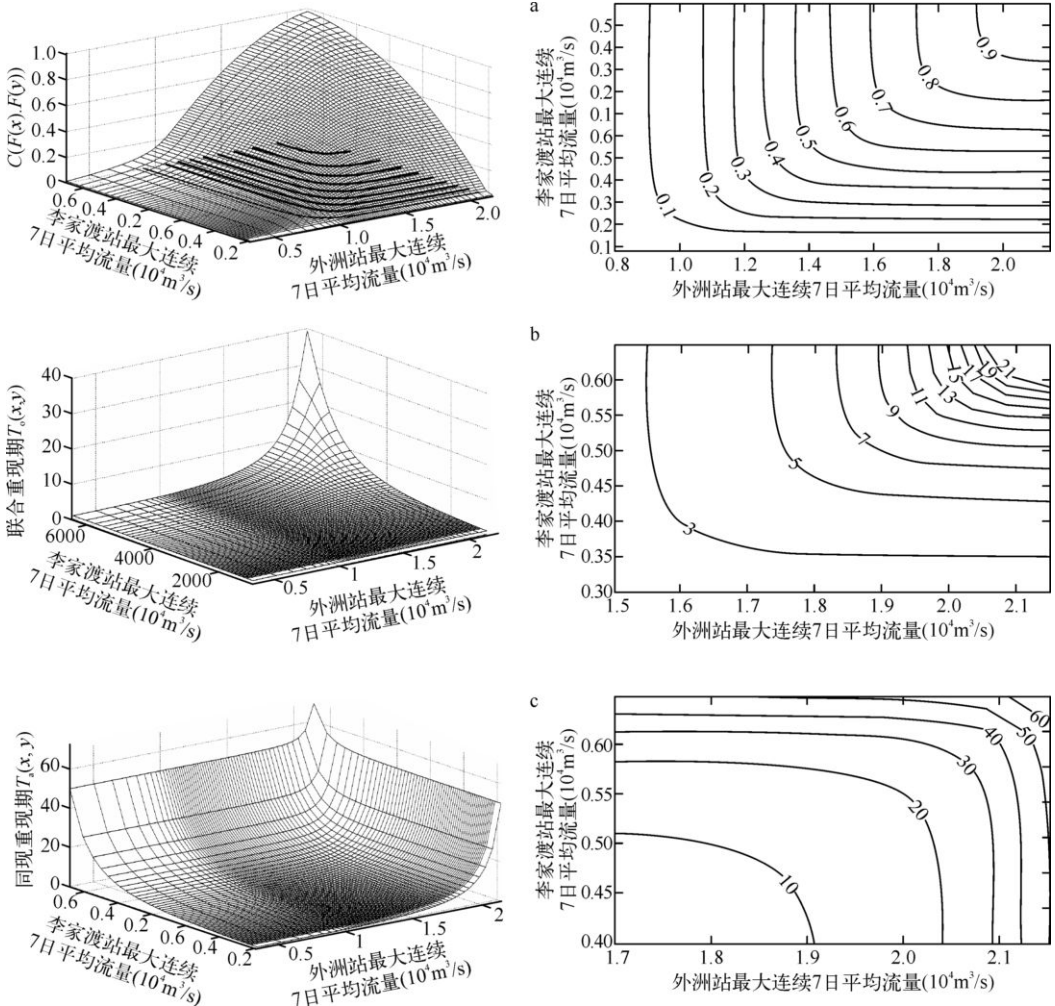 1.0
0.8
0.6
0.4
0.2
0
C(F(x).F(y))
0.6 0.4 0.2 0.6 0.4 0.2
李家渡站最大连续
7日平均流量(10⁴m³/s)
0.5 1.0 1.5 2.0
外洲站最大连续
7日平均流量(10⁴m³/s)
a
0.5
0.5
0.3
0.2
0.1
0.6
0.5
0.4
0.3
0.2
0.1
李家渡站最大连续
7日平均流量(10⁴m³/s)
0.1 0.2 0.3 0.4 0.5 0.6 0.7 0.8 0.9
0.8 1.0 1.2 1.4 1.6 1.8 2.0
外洲站最大连续7日平均流量(10⁴m³/s)
40
30
20
10
0
联合重现期Tₒ(x,y)
6000 4000 2000
李家渡站最大连续
7日平均流量(10⁴m³/s)
0.5 1 1.5 2
外洲站最大连续
7日平均流量(10⁴m³/s)
b
0.60
0.55
0.50
0.45
0.40
0.35
0.30
李家渡站最大连续
7日平均流量(10⁴m³/s)
3 5 7 9 11 13 15 17 19 21
1.5 1.6 1.7 1.8 1.9 2.0 2.1
外洲站最大连续7日平均流量(10⁴m³/s)
60
40
20
0
同现重现期Tₐ(x, y)
0.6 0.4 0.2 0.6 0.4 0.2
李家渡站最大连续
7日平均流量(10⁴m³/s)
0.5 1 1.5 2
外洲站最大连续
7日平均流量(10⁴m³/s)
c
0.60
0.55
0.50
0.45
0.40
李家渡站最大连续
7日平均流量(10⁴m³/s)
10 20 30 40 50 60
1.7 1.8 1.9 2.0 2.1
外洲站最大连续7日平均流量(10⁴m³/s)